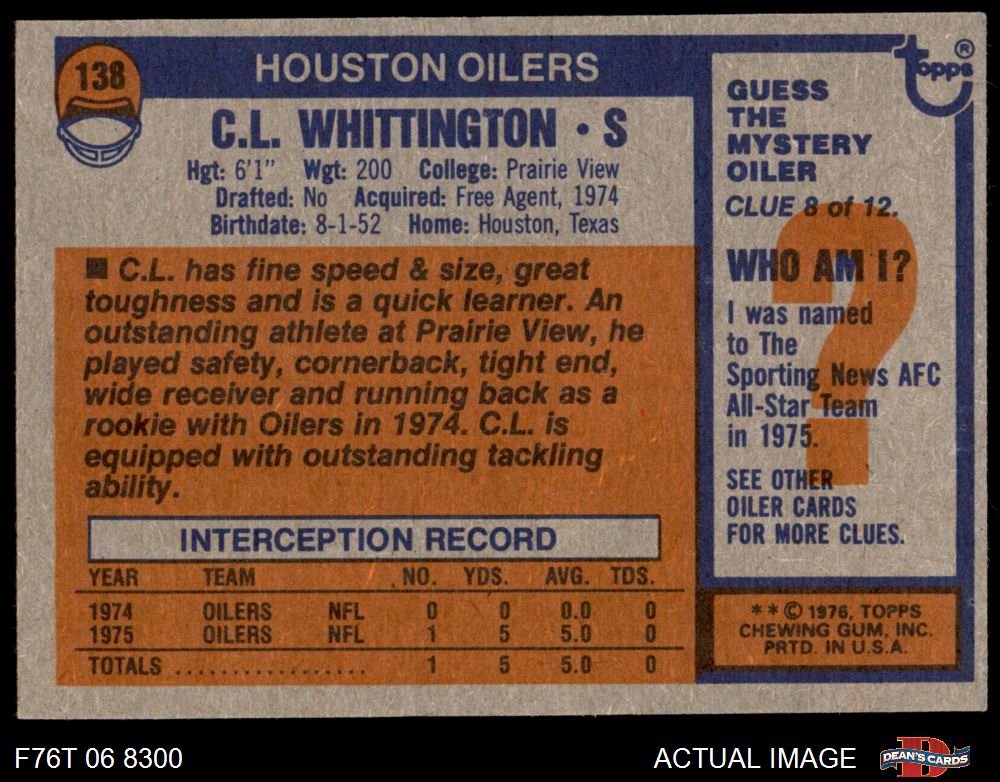 138
HOUSTON OILERS
C.L. WHITTINGTON • S
Hgt: 6'1" Wgt: 200 College: Prairie View
Drafted: No Acquired: Free Agent, 1974
Birthdate: 8-1-52 Home: Houston, Texas
■ C.L. has fine speed & size, great
toughness and is a quick learner. An
outstanding athlete at Prairie View, he
played safety, cornerback, tight end,
wide receiver and running back as a
rookie with Oilers in 1974. C.L. is
equipped with outstanding tackling
ability.
INTERCEPTION RECORD
YEAR TEAM NO. YDS. AVG. TDS.
1974 OILERS NFL 0 0 0.0 0
1975 OILERS NFL 1 5 5.0 0
TOTALS .................. 1 5 5.0 0
topps ®
GUESS
THE
MYSTERY
OILER
CLUE 8 of 12.
?
WHO AM I?
I was named
to The
Sporting News AFC
All-Star Team
in 1975.
SEE OTHER
OILER CARDS
FOR MORE CLUES.
* * © 1976, TOPPS
CHEWING GUM, INC.
PRTD. IN U.S.A.
F76T 06 8300
ACTUAL IMAGE
D
DEAN'S CARDS